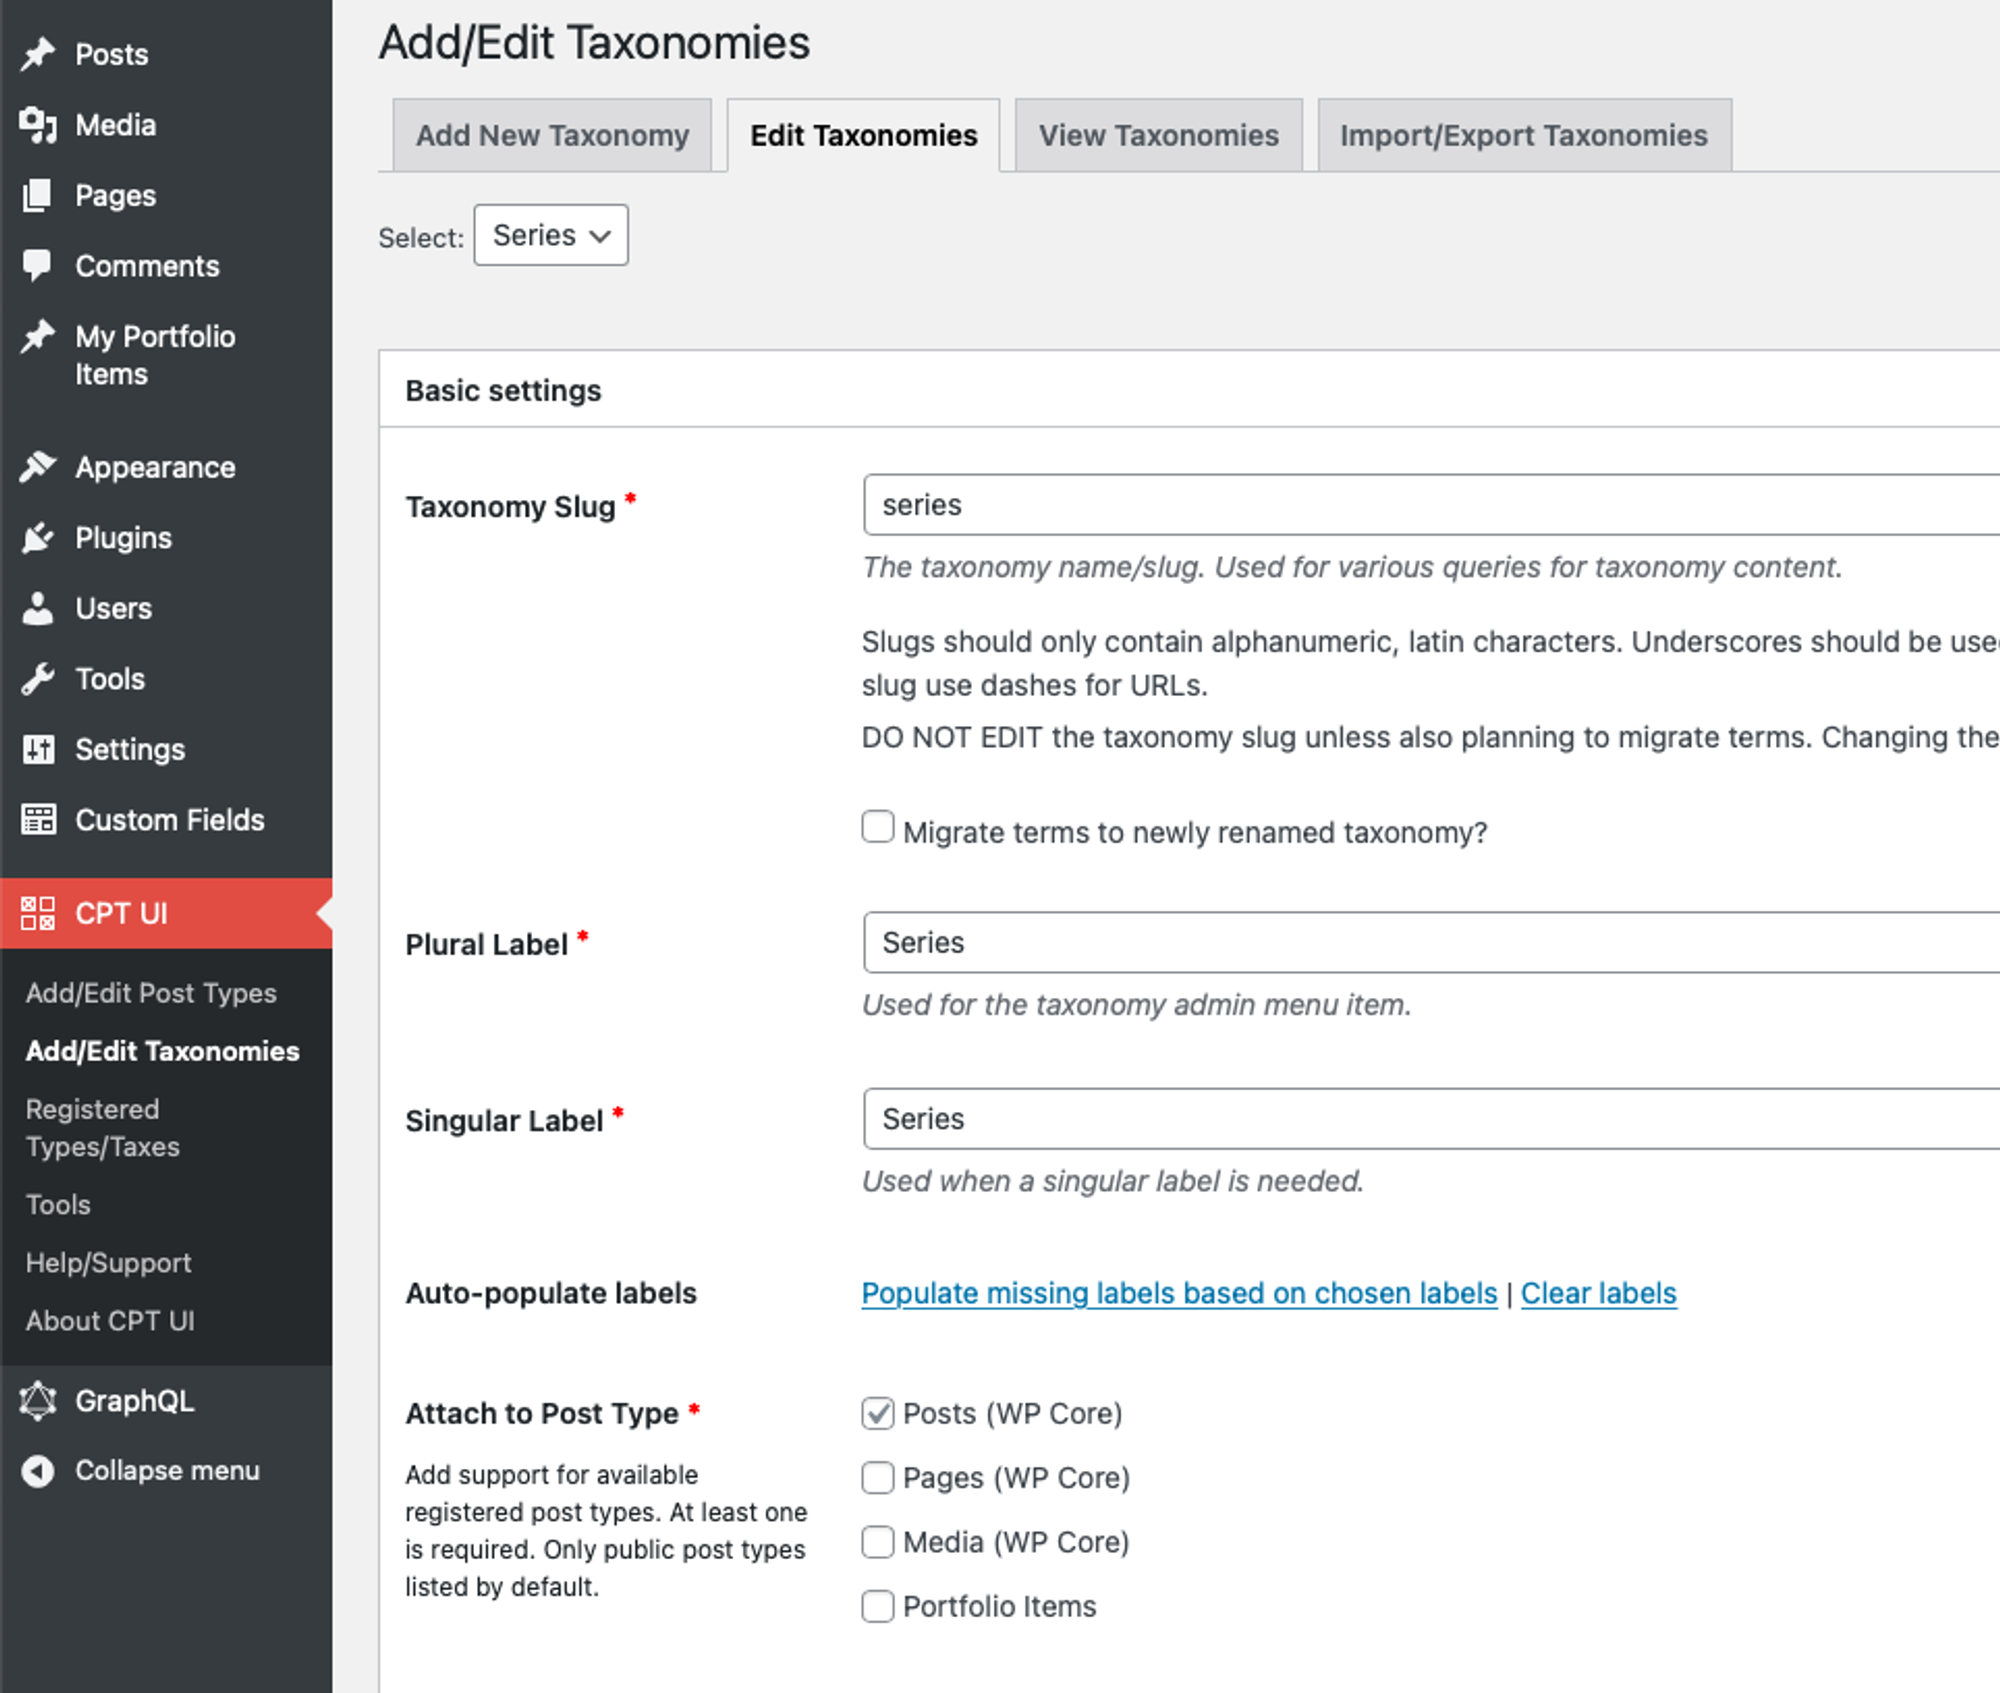 Posts
Media
Pages
Comments
My Portfolio
Items
Appearance
Plugins
Users
Tools
Settings
Custom Fields
CPT UI
Add/Edit Post Types
Add/Edit Taxonomies
Registered
Types/Taxes
Tools
Help/Support
About CPT UI
GraphQL
Collapse menu
Add/Edit Taxonomies
Add New Taxonomy
Edit Taxonomies
View Taxonomies
Import/Export Taxonomies
Select: Series
Basic settings
Taxonomy Slug *
series
The taxonomy name/slug. Used for various queries for taxonomy content.
Slugs should only contain alphanumeric, latin characters. Underscores should be
slug use dashes for URLs.
DO NOT EDIT the taxonomy slug unless also planning to migrate terms. Changing the
Migrate terms to newly renamed taxonomy?
Plural Label *
Series
Used for the taxonomy admin menu item.
Singular Label *
Series
Used when a singular label is needed.
Auto-populate labels
Populate missing labels based on chosen labels | Clear labels
Attach to Post Type *
Add support for available
registered post types. At least one
is required. Only public post types
listed by default.
Posts (WP Core)
Pages (WP Core)
Media (WP Core)
Portfolio Items